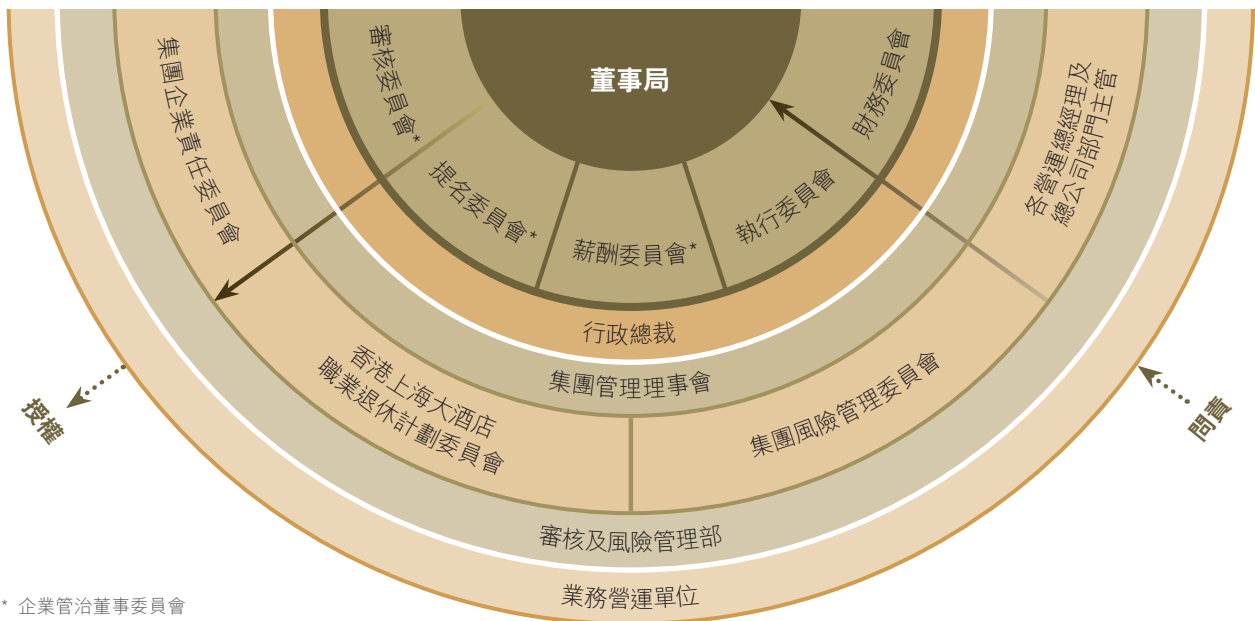 董事局
審核委員會*
提名委員會*
薪酬委員會*
執行委員會
財務委員會
行政總裁
集團管理理事會
集團企業責任委員會
香港上海大酒店
職業退休計劃委員會
集團風險管理委員會
各營運總經理及
總公司部門主管
審核及風險管理部
業務營運單位
授權
問責
* 企業管治董事委員會